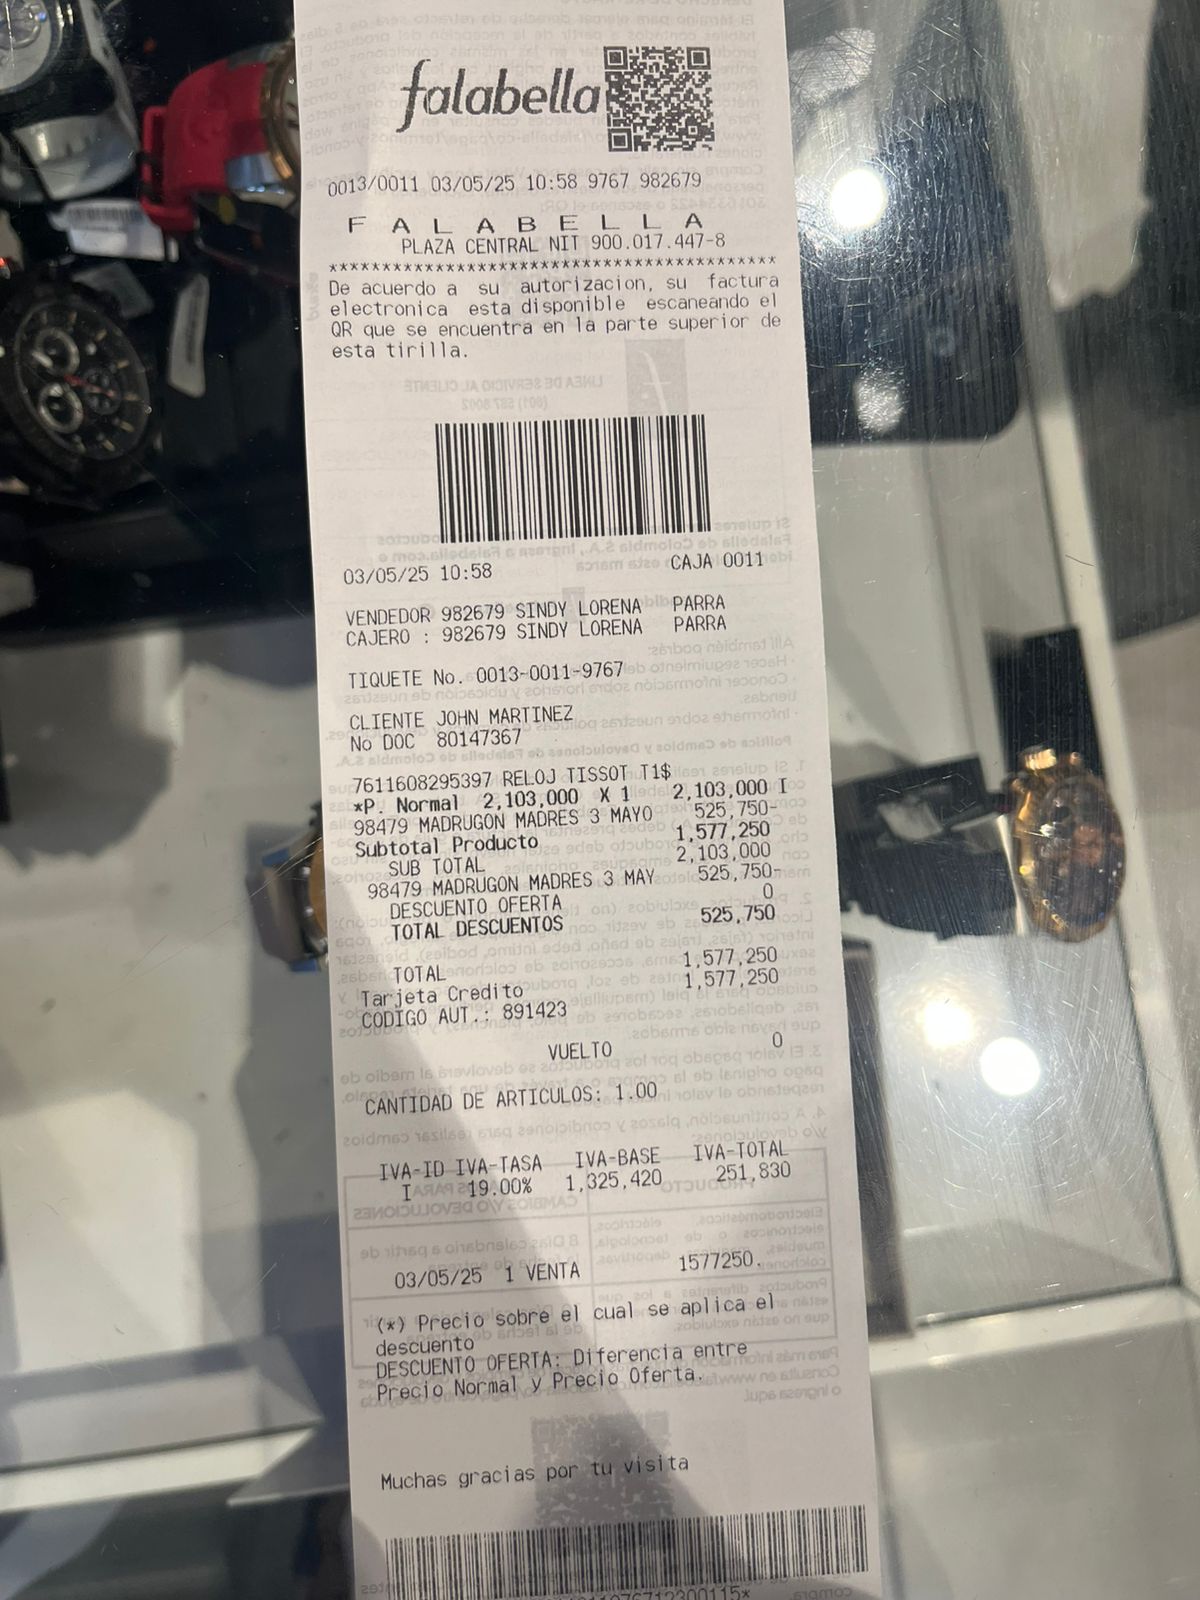 falabella
0013/0011 03/05/25 10:58 9767 982679
F A L A B E L L A
PLAZA CENTRAL NIT 900.017.447-8
*******************************************
De acuerdo a su autorizacion, su factura
electronica esta disponible escaneando el
QR que se encuentra en la parte superior de
esta tirilla.
03/05/25 10:58 CAJA 0011
VENDEDOR 982679 SINDY LORENA PARRA
CAJERO : 982679 SINDY LORENA PARRA
TIQUETE No. 0013-0011-9767
CLIENTE JOHN MARTINEZ
No DOC 80147367
7611608295397 RELOJ TISSOT T1$
*P. Normal 2,103,000 X 1 2,103,000 I
98479 MADRUGON MADRES 3 MAYO 525,750-
Subtotal Producto 1,577,250
SUB TOTAL 2,103,000
98479 MADRUGON MADRES 3 MAY 525,750-
DESCUENTO OFERTA 0
TOTAL DESCUENTOS 525,750
TOTAL 1,577,250
Tarjeta Credito 1,577,250
CODIGO AUT.: 891423
VUELTO 0
CANTIDAD DE ARTICULOS: 1.00
IVA-ID IVA-TASA IVA-BASE IVA-TOTAL
I 19.00% 1,325,420 251,830
03/05/25 1 VENTA 1577250.
(*) Precio sobre el cual se aplica el
descuento
DESCUENTO OFERTA: Diferencia entre
Precio Normal y Precio Oferta.
Muchas gracias por tu visita